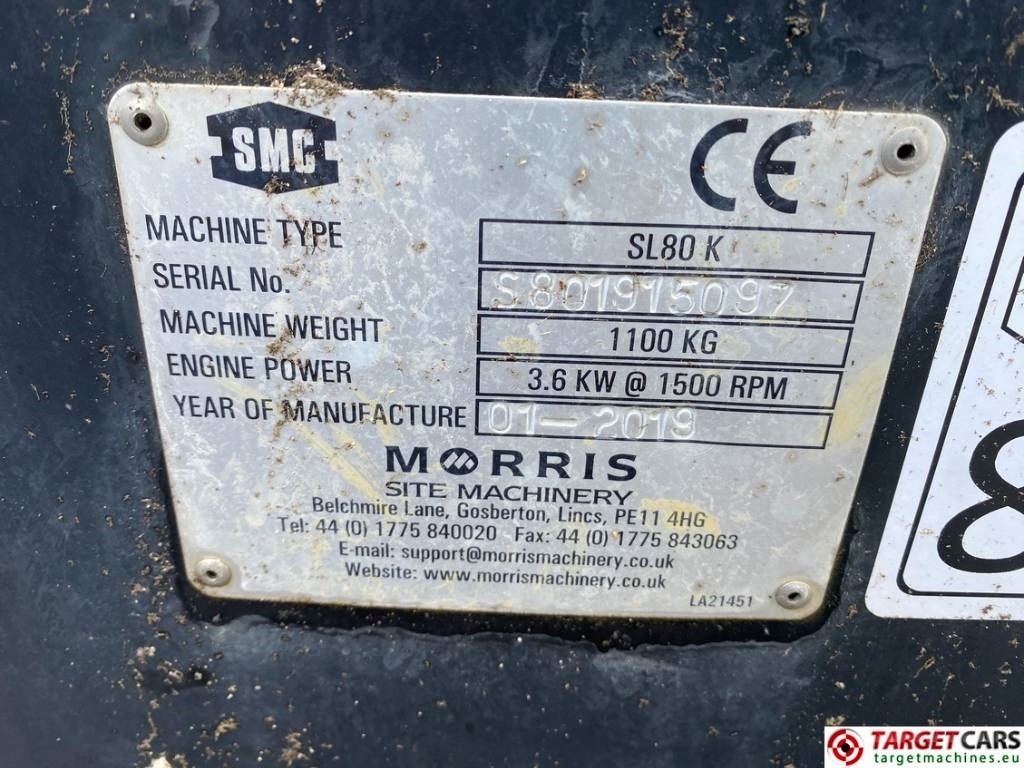 SMC
CE
MACHINE TYPE SL80 K
SERIAL No. S801915097
MACHINE WEIGHT 1100 KG
ENGINE POWER 3.6 KW @ 1500 RPM
YEAR OF MANUFACTURE 01-2019
MORRIS
SITE MACHINERY
Belchmire Lane, Gosberton, Lincs, PE11 4HG
Tel: 44 (0) 1775 840020 Fax: 44 (0) 1775 843063
E-mail: support@morrismachinery.co.uk
Website: www.morrismachinery.co.uk
LA21451
8
TARGETCARS
targetmachines.eu